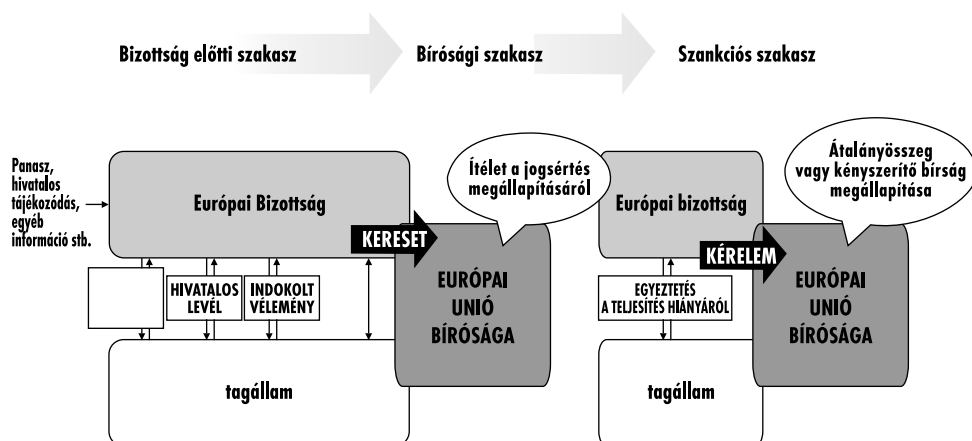 Bizottság előtti szakasz
Bírósági szakasz
Szankciós szakasz
Panasz,
hivatalos
tájékozódás,
egyéb
információ stb.
Európai Bizottság
KERESET
Ítélet a jogsértés
megállapításáról
HIVATALOS
LEVÉL
INDOKOLT
VÉLEMÉNY
EURÓPAI
UNIÓ
BÍRÓSÁGA
tagállam
Európai bizottság
KÉRELEM
Átalányösszeg
vagy kényszerítő bírság
megállapítása
EGYEZTETÉS
A TELJESÍTÉS HIÁNYÁRÓL
EURÓPAI
UNIÓ
BÍRÓSÁGA
tagállam